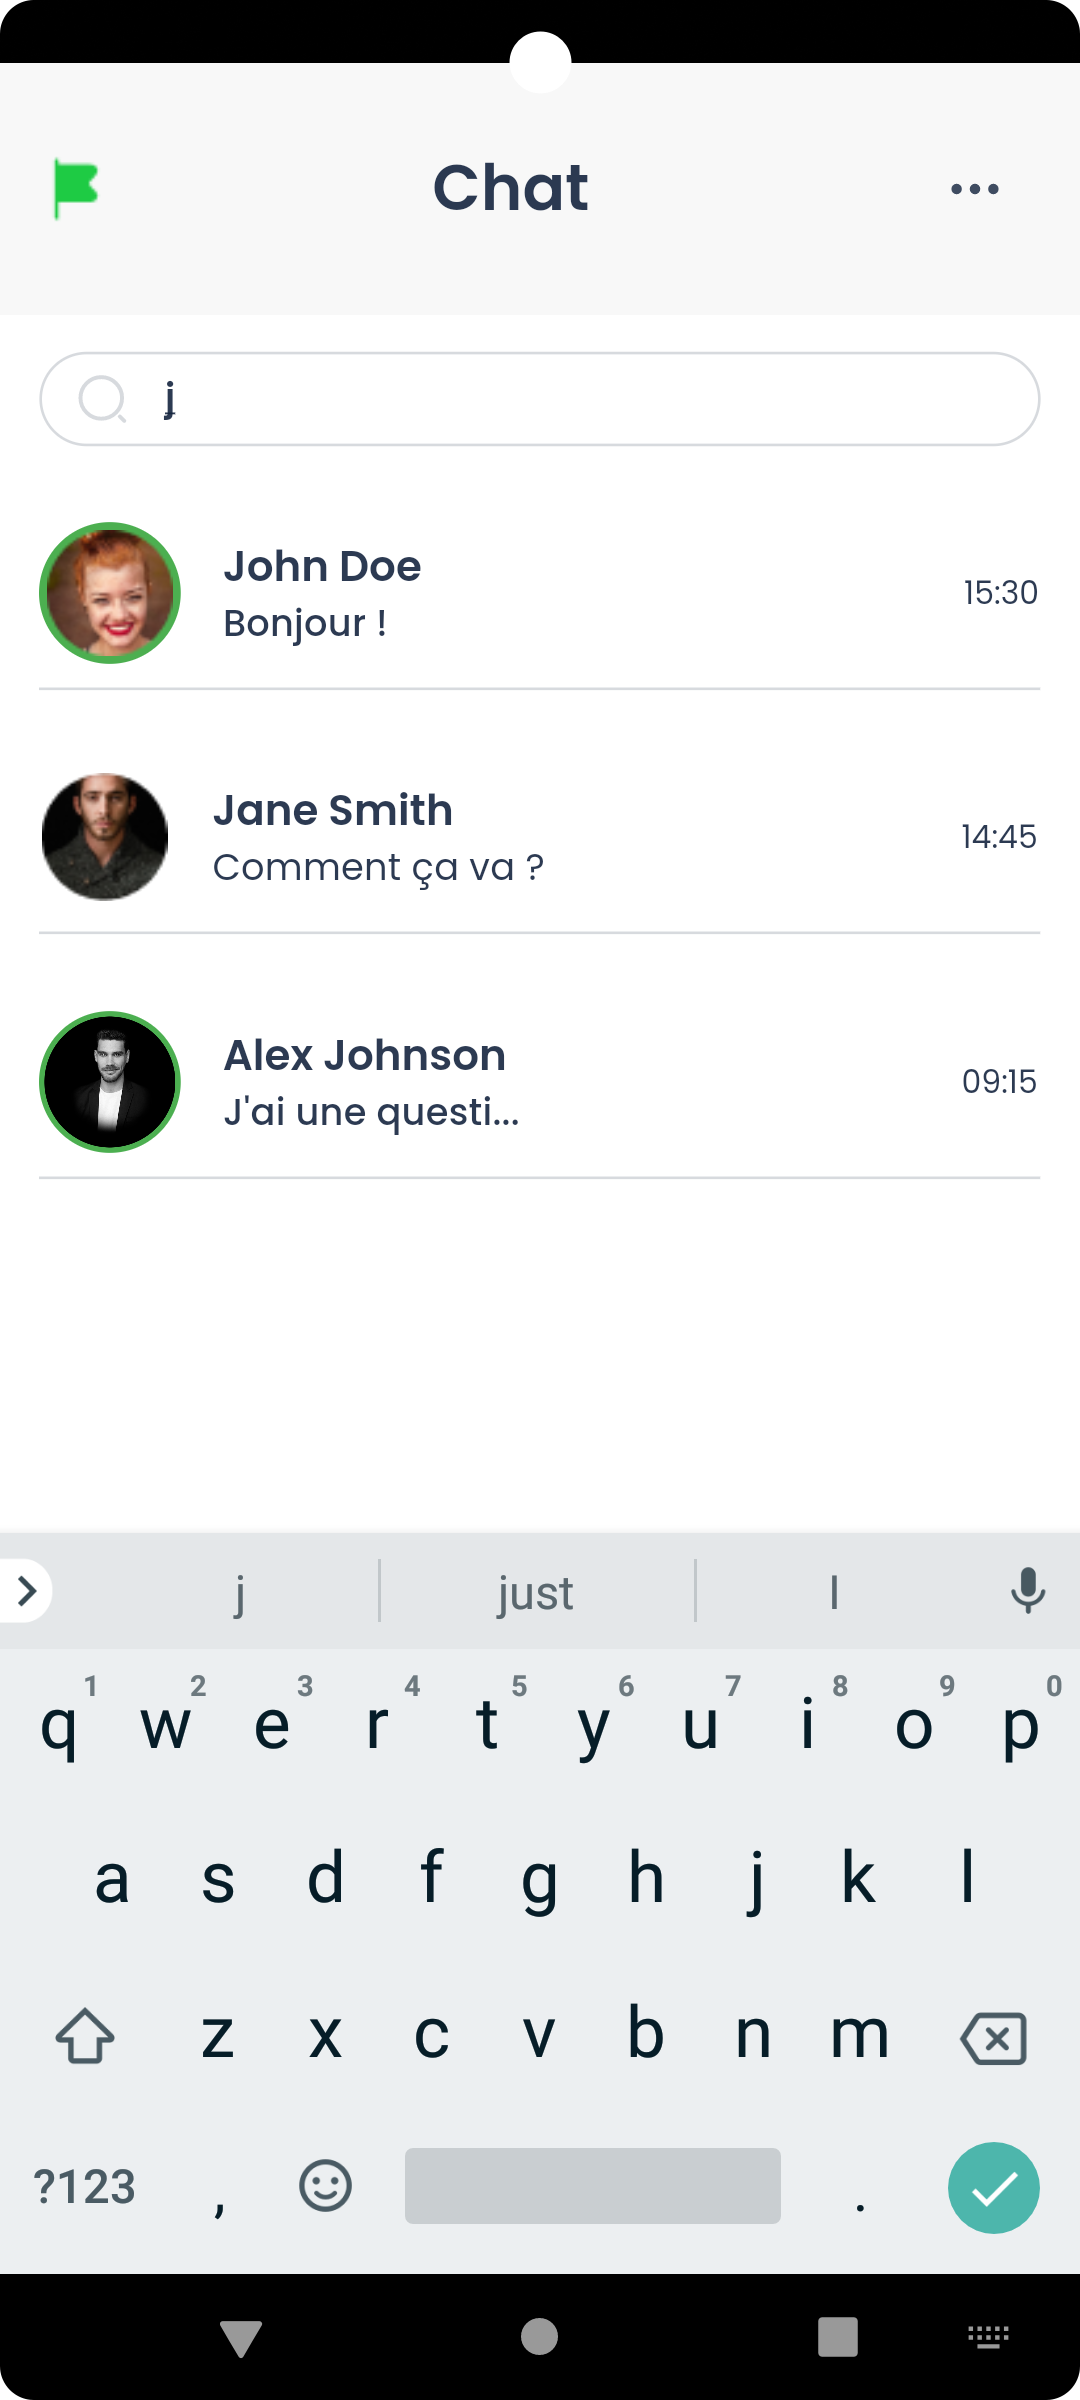 Chat
j
John Doe
Bonjour !
15:30
Jane Smith
Comment ça va ?
14:45
Alex Johnson
J'ai une questi...
09:15
j just I
1 2 3 4 5 6 7 8 9 0
q w e r t y u i o p
a s d f g h j k l
z x c v b n m
?123 , .